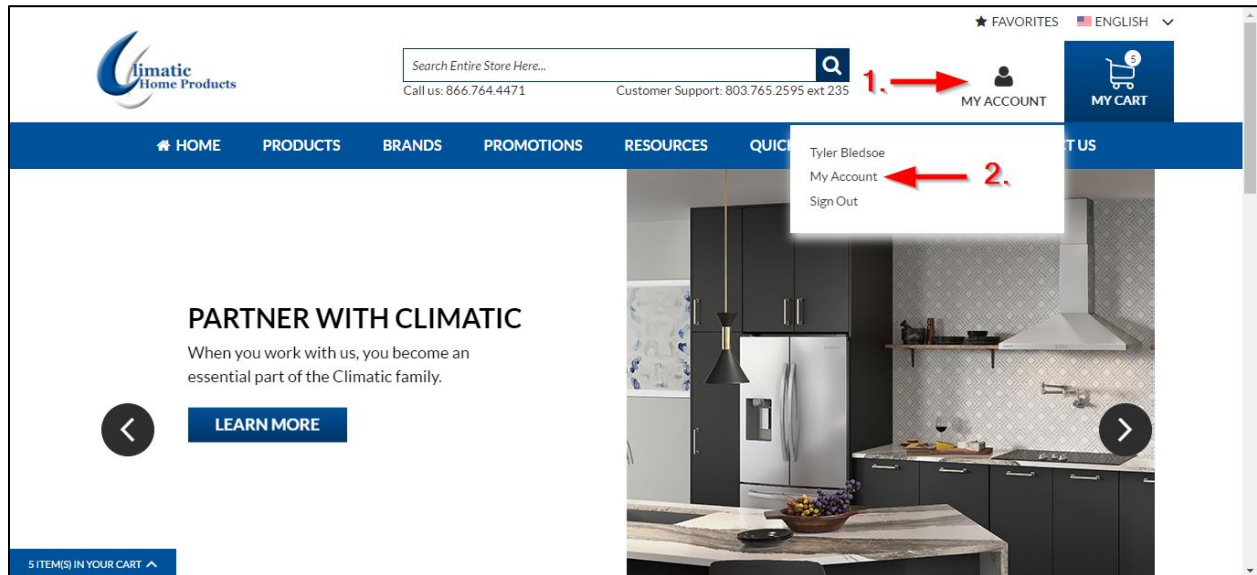 FAVORITES ENGLISH
Climatic
Home Products
Search Entire Store Here...
Call us: 866.764.4471 Customer Support: 803.765.2595 ext 235
1.
MY ACCOUNT
5
MY CART
HOME PRODUCTS BRANDS PROMOTIONS RESOURCES T US
Tyler Bledsoe
My Account
2.
Sign Out
PARTNER WITH CLIMATIC
When you work with us, you become an
essential part of the Climatic family.
LEARN MORE
5 ITEM(S) IN YOUR CART